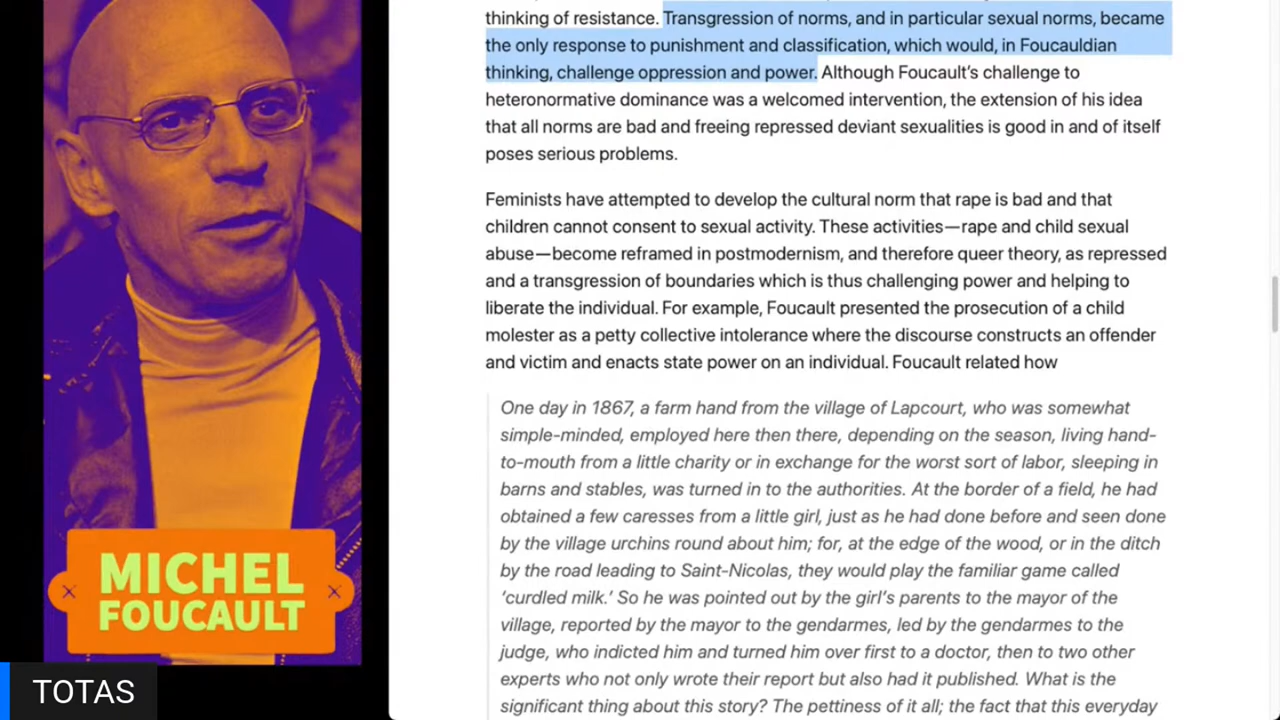 thinking of resistance. Transgression of norms, and in particular sexual norms, became
the only response to punishment and classification, which would, in Foucauldian
thinking, challenge oppression and power. Although Foucault's challenge to
heteronormative dominance was a welcomed intervention, the extension of his idea
that all norms are bad and freeing repressed deviant sexualities is good in and of itself
poses serious problems.
Feminists have attempted to develop the cultural norm that rape is bad and that
children cannot consent to sexual activity. These activities—rape and child sexual
abuse—become reframed in postmodernism, and therefore queer theory, as repressed
and a transgression of boundaries which is thus challenging power and helping to
liberate the individual. For example, Foucault presented the prosecution of a child
molester as a petty collective intolerance where the discourse constructs an offender
and victim and enacts state power on an individual. Foucault related how
One day in 1867, a farm hand from the village of Lapcourt, who was somewhat
simple-minded, employed here then there, depending on the season, living hand-
to-mouth from a little charity or in exchange for the worst sort of labor, sleeping in
barns and stables, was turned in to the authorities. At the border of a field, he had
obtained a few caresses from a little girl, just as he had done before and seen done
by the village urchins round about him; for, at the edge of the wood, or in the ditch
by the road leading to Saint-Nicolas, they would play the familiar game called
‘curdled milk.’ So he was pointed out by the girl's parents to the mayor of the
village, reported by the mayor to the gendarmes, led by the gendarmes to the
judge, who indicted him and turned him over first to a doctor, then to two other
experts who not only wrote their report but also had it published. What is the
significant thing about this story? The pettiness of it all; the fact that this everyday
MICHEL
FOUCAULT
TOTAS